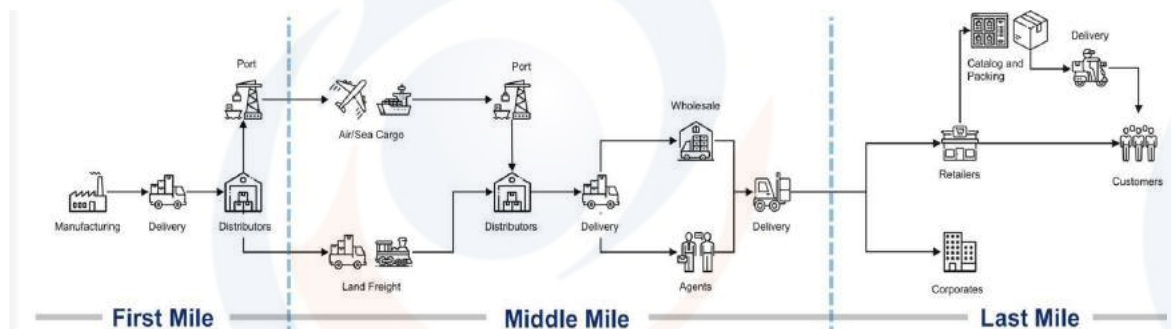 Port
Manufacturing
Delivery
Distributors
Air/Sea Cargo
Land Freight
Port
Distributors
Delivery
Wholesale
Agents
Delivery
Catalog and
Packing
Delivery
Retailers
Customers
Corporates
First Mile
Middle Mile
Last Mile